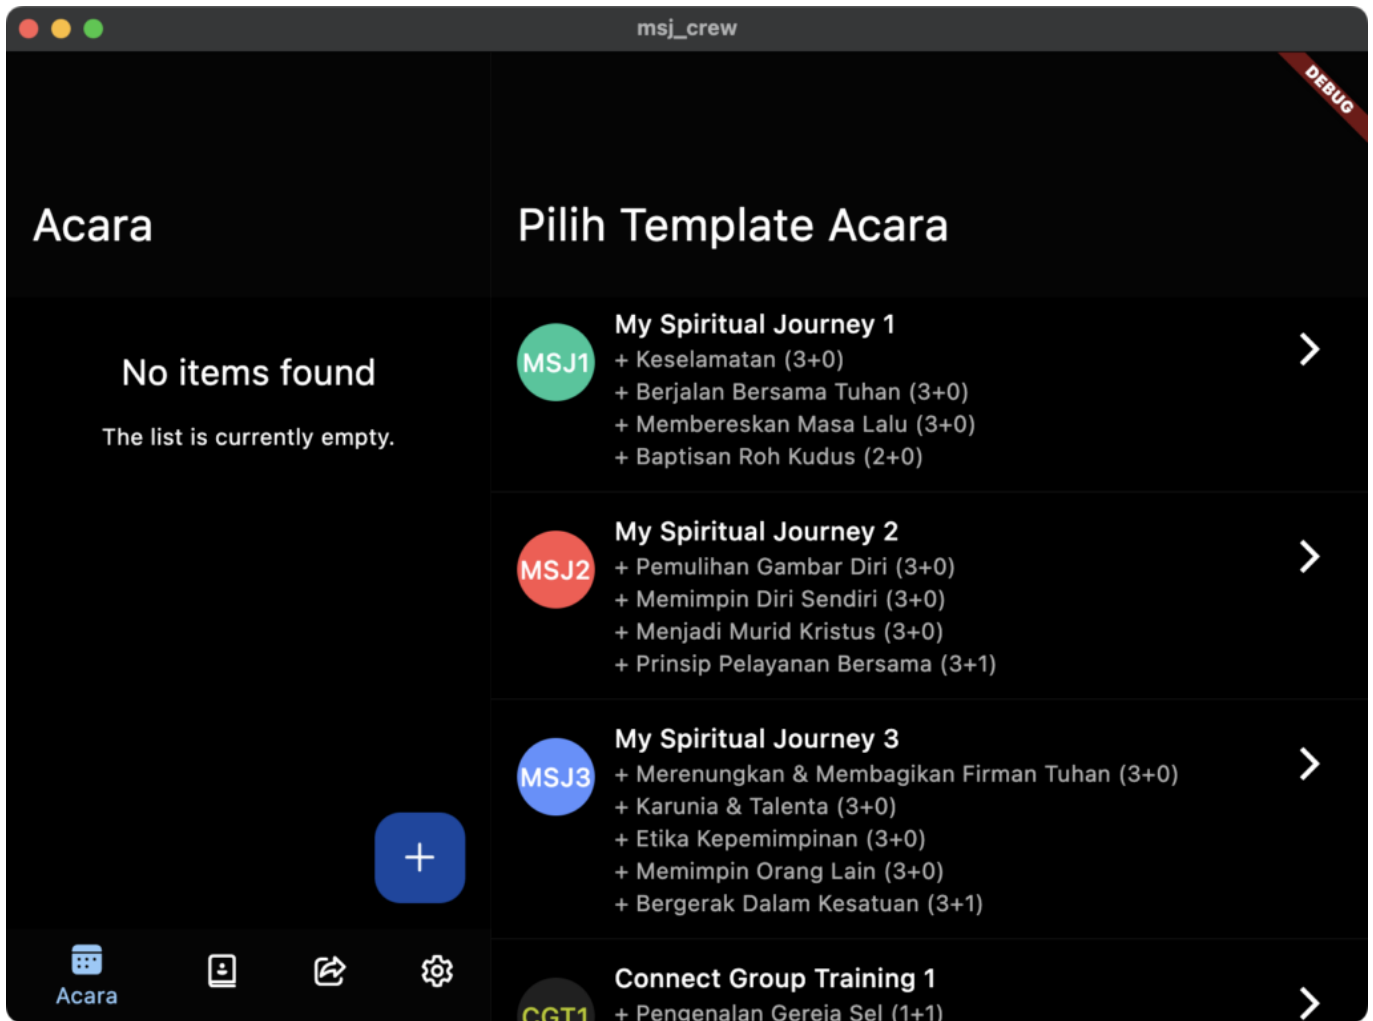 msj_crew
DEBUG
Acara
No items found
The list is currently empty.
+
Acara
Pilih Template Acara
MSJ1
My Spiritual Journey 1
+ Keselamatan (3+0)
+ Berjalan Bersama Tuhan (3+0)
+ Membereskan Masa Lalu (3+0)
+ Baptisan Roh Kudus (2+0)
MSJ2
My Spiritual Journey 2
+ Pemulihan Gambar Diri (3+0)
+ Memimpin Diri Sendiri (3+0)
+ Menjadi Murid Kristus (3+0)
+ Prinsip Pelayanan Bersama (3+1)
MSJ3
My Spiritual Journey 3
+ Merenungkan & Membagikan Firman Tuhan (3+0)
+ Karunia & Talenta (3+0)
+ Etika Kepemimpinan (3+0)
+ Memimpin Orang Lain (3+0)
+ Bergerak Dalam Kesatuan (3+1)
CGT1
Connect Group Training 1
+ Pengenalan Gereja Sel (1+1)